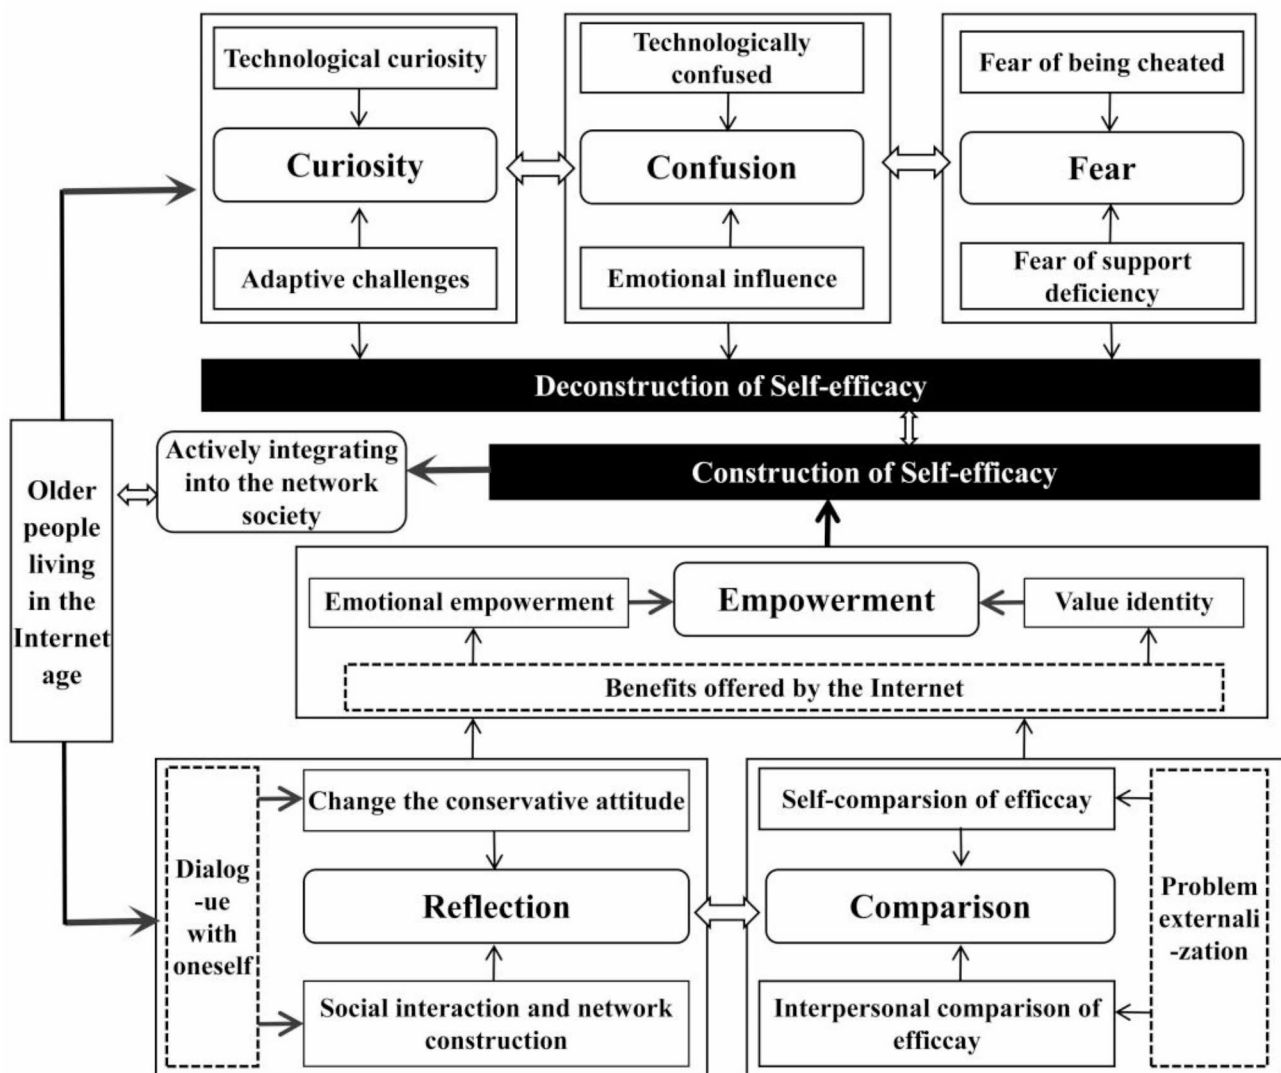 Technological curiosity
Technologically
confused
Fear of being cheated
Curiosity
Confusion
Fear
Adaptive challenges
Emotional influence
Fear of support
deficiency
Deconstruction of Self-efficacy
Older
people
living
in the
Internet
age
Actively integrating
into the network
society
Construction of Self-efficacy
Emotional empowerment
Empowerment
Value identity
Benefits offered by the Internet
Dialog
-ue
with
oneself
Change the conservative attitude
Reflection
Social interaction and network
construction
Self-comparsion of efficcay
Comparison
Interpersonal comparison of
efficcay
Problem
externali
-zation